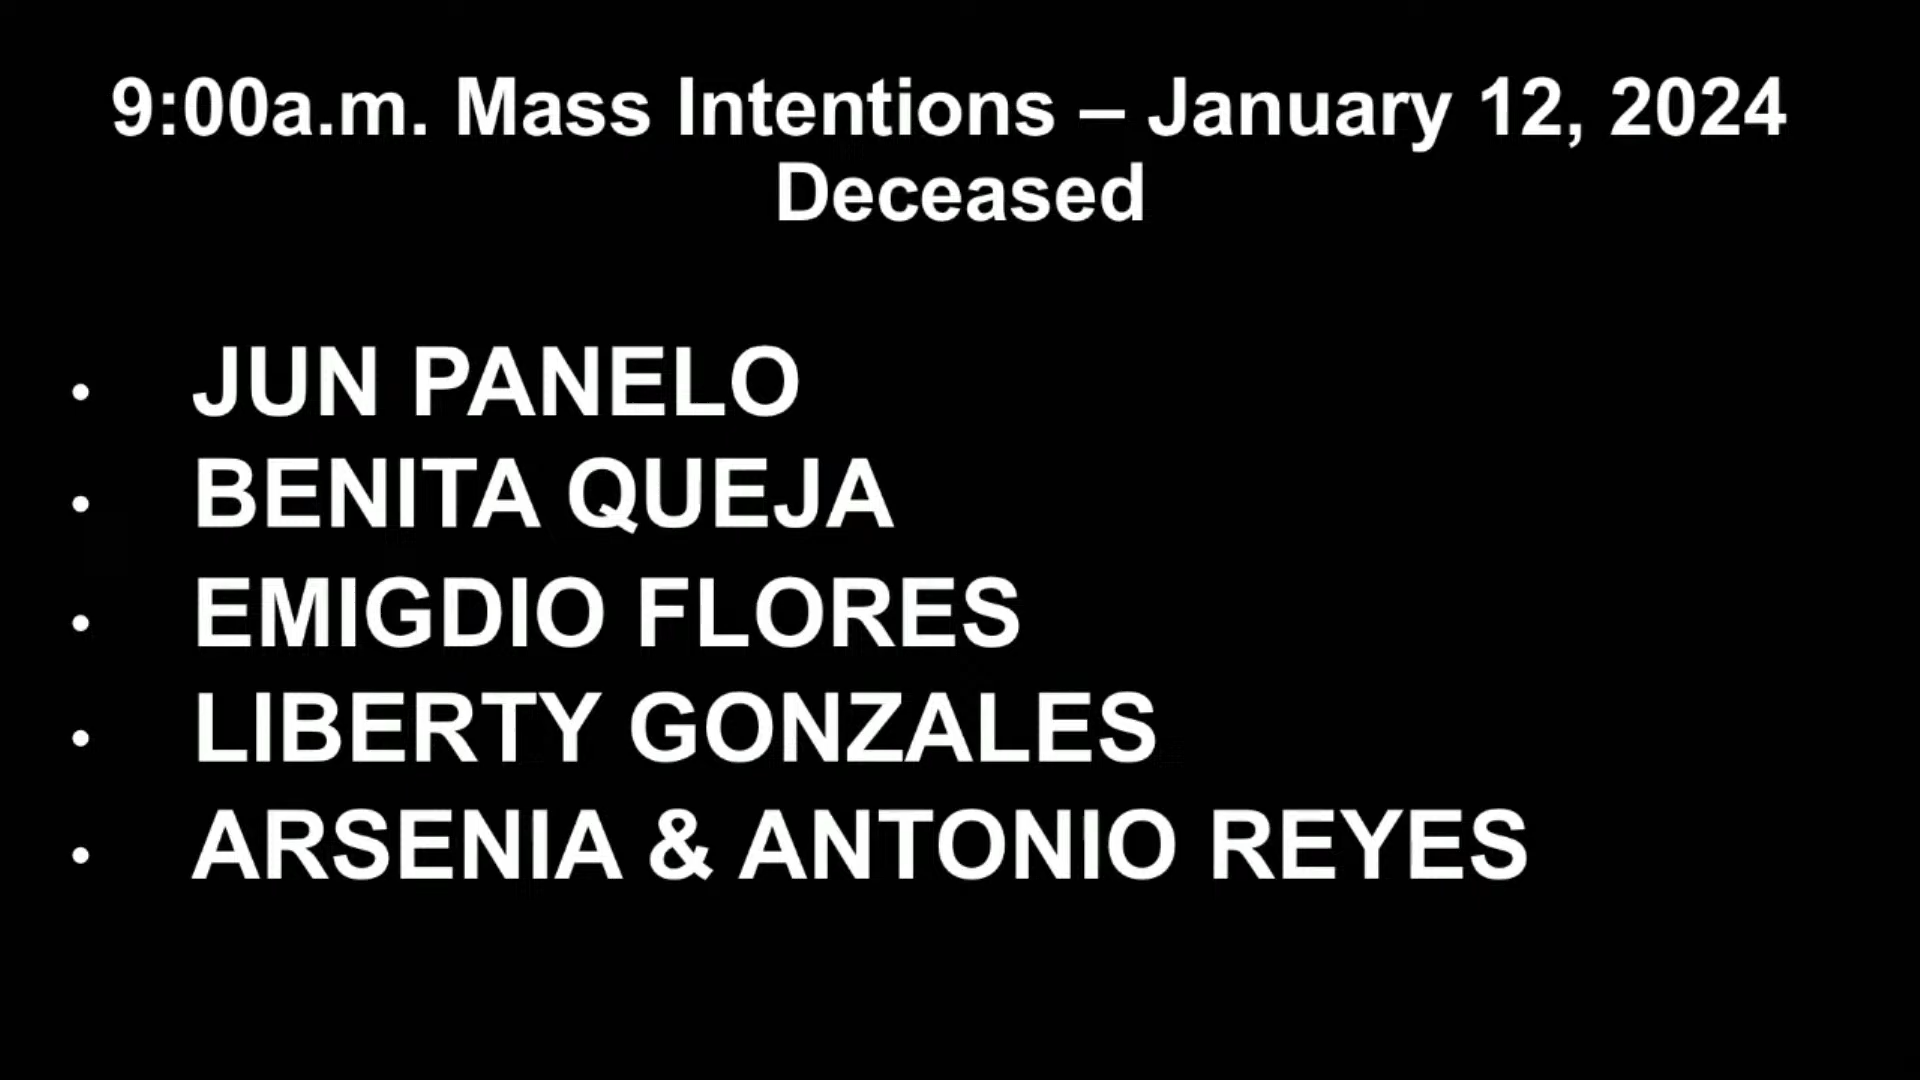 9:00a.m. Mass Intentions – January 12, 2024
Deceased
• JUN PANELO
• BENITA QUEJA
• EMIGDIO FLORES
• LIBERTY GONZALES
• ARSENIA & ANTONIO REYES